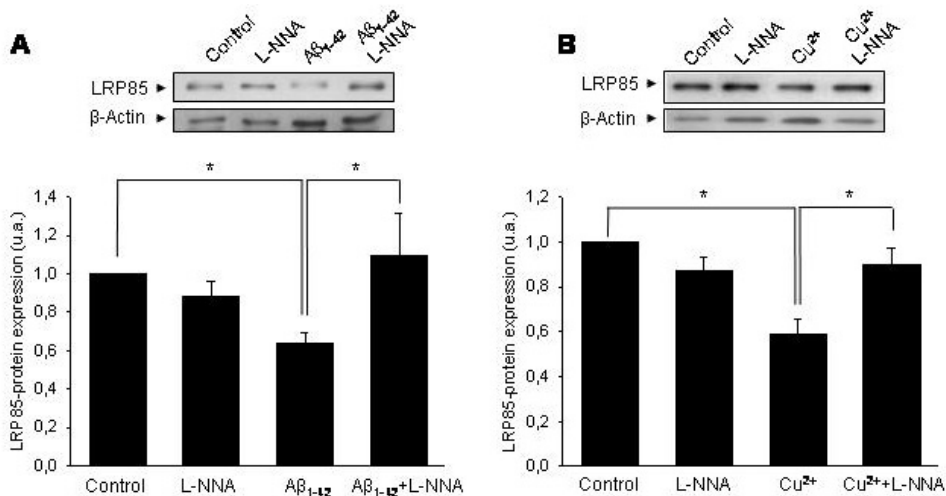 A
Control
L-NNA
Aβ1-42
Aβ1-42
L-NNA
LRP85
β-Actin
*
*
LRP85-protein expression (u.a.)
1,4
1,2
1,0
0,8
0,6
0,4
0,2
0,0
Control
L-NNA
Aβ1-42
Aβ1-42+L-NNA
B
Control
L-NNA
Cu2+
Cu2+
L-NNA
LRP85
β-Actin
*
*
LRP85-protein expression (u.a.)
1,2
1,0
0,8
0,6
0,4
0,2
0,0
Control
L-NNA
Cu2+
Cu2++L-NNA